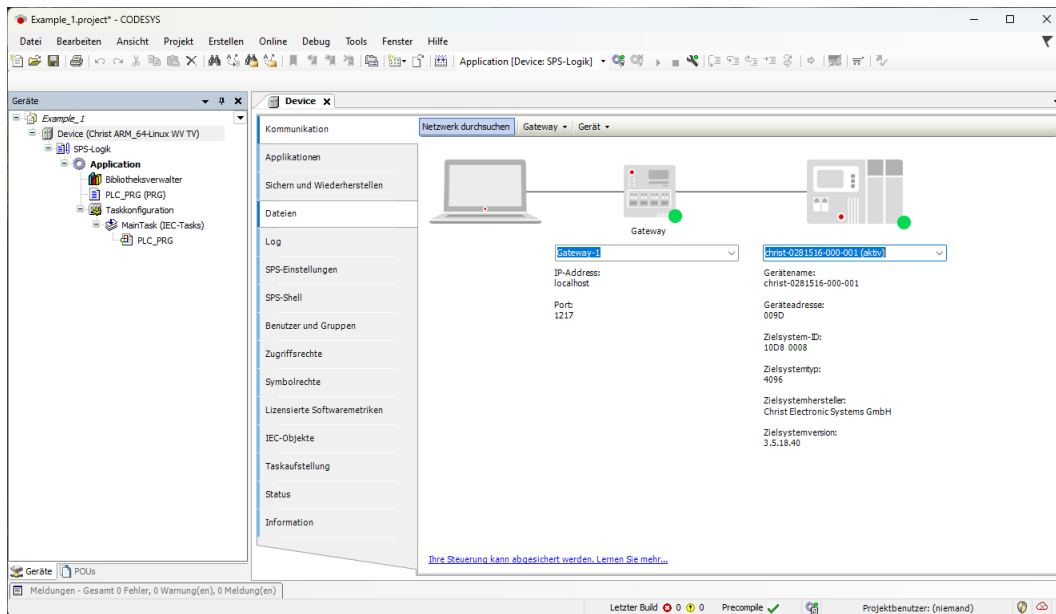 Example_1.project* - CODESYS
Datei Bearbeiten Ansicht Projekt Erstellen Online Debug Tools Fenster Hilfe
Application [Device: SPS-Logik]
Geräte
Example_1
Device (Christ ARM_64-Linux WV TV)
SPS-Logik
Application
Bibliotheksverwalter
PLC_PRG (PRG)
Taskkonfiguration
MainTask (IEC-Tasks)
PLC_PRG
Geräte POUs
Device
Kommunikation
Applikationen
Sichern und Wiederherstellen
Dateien
Log
SPS-Einstellungen
SPS-Shell
Benutzer und Gruppen
Zugriffsrechte
Symbolrechte
Lizensierte Softwaremetriken
IEC-Objekte
Taskaufstellung
Status
Information
Netzwerk durchsuchen Gateway Gerät
Gateway
Gateway-1
IP-Address:
localhost
Port:
1217
christ-0281516-000-001 (aktiv)
Gerätename:
christ-0281516-000-001
Geräteadresse:
009D
Zielsystem-ID:
10D8 0008
Zielsystemtyp:
4096
Zielsystemhersteller:
Christ Electronic Systems GmbH
Zielsystemversion:
3.5.18.40
Ihre Steuerung kann abgesichert werden. Lernen Sie mehr...
Meldungen - Gesamt 0 Fehler, 0 Warnung(en), 0 Meldung(en)
Letzter Build 0 0 Precompile Projektbenutzer: (niemand)